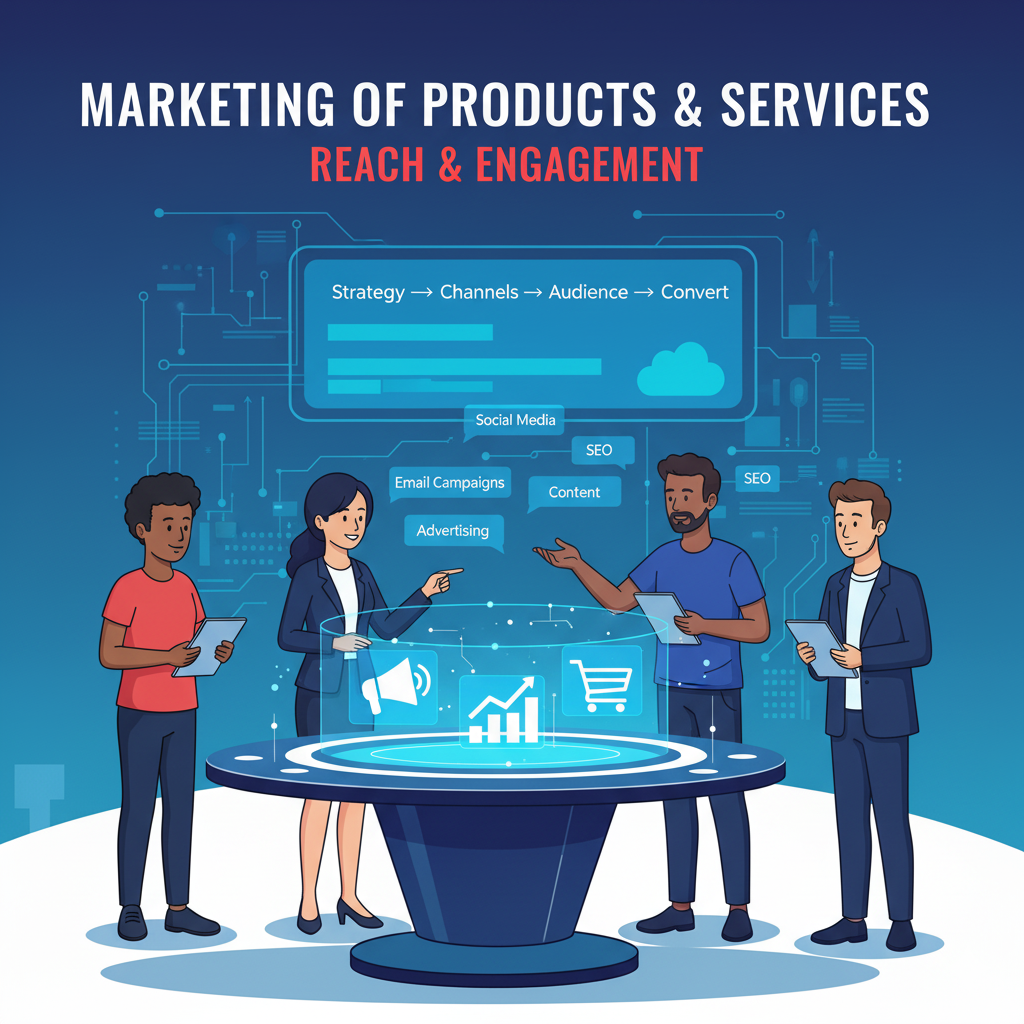 MARKETING OF PRODUCTS & SERVICES
REACH & ENGAGEMENT
Strategy → Channels → Audience → Convert
Social Media
SEO
Email Campaigns
Content
SEO
Advertising